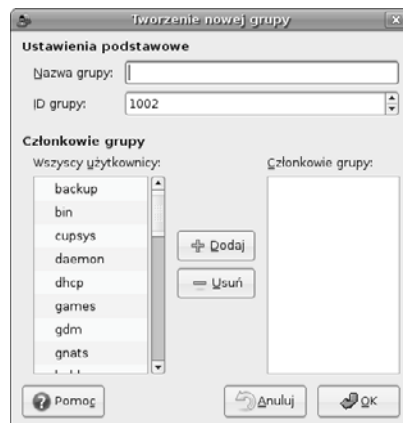 Tworzenie nowej grupy
Ustawienia podstawowe
Nazwa grupy:
ID grupy: 1002
Członkowie grupy
Wszyscy użytkownicy: Członkowie grupy:
backup
bin
cupsys
daemon
dhcp
games
gdm
gnats
Dodaj
Usuń
Pomoc Anuluj OK